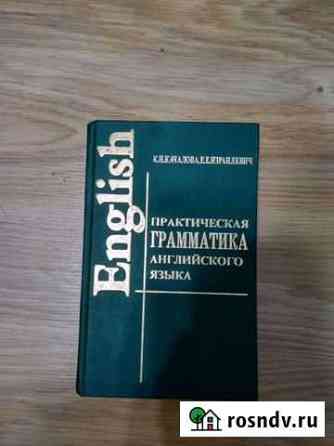 English
К.Н.КАЧАЛОВА, Е.Е.ИЗРАИЛЕВИЧ
ПРАКТИЧЕСКАЯ
ГРАММАТИКА
АНГЛИЙСКОГО
ЯЗЫКА
rosndv.ru